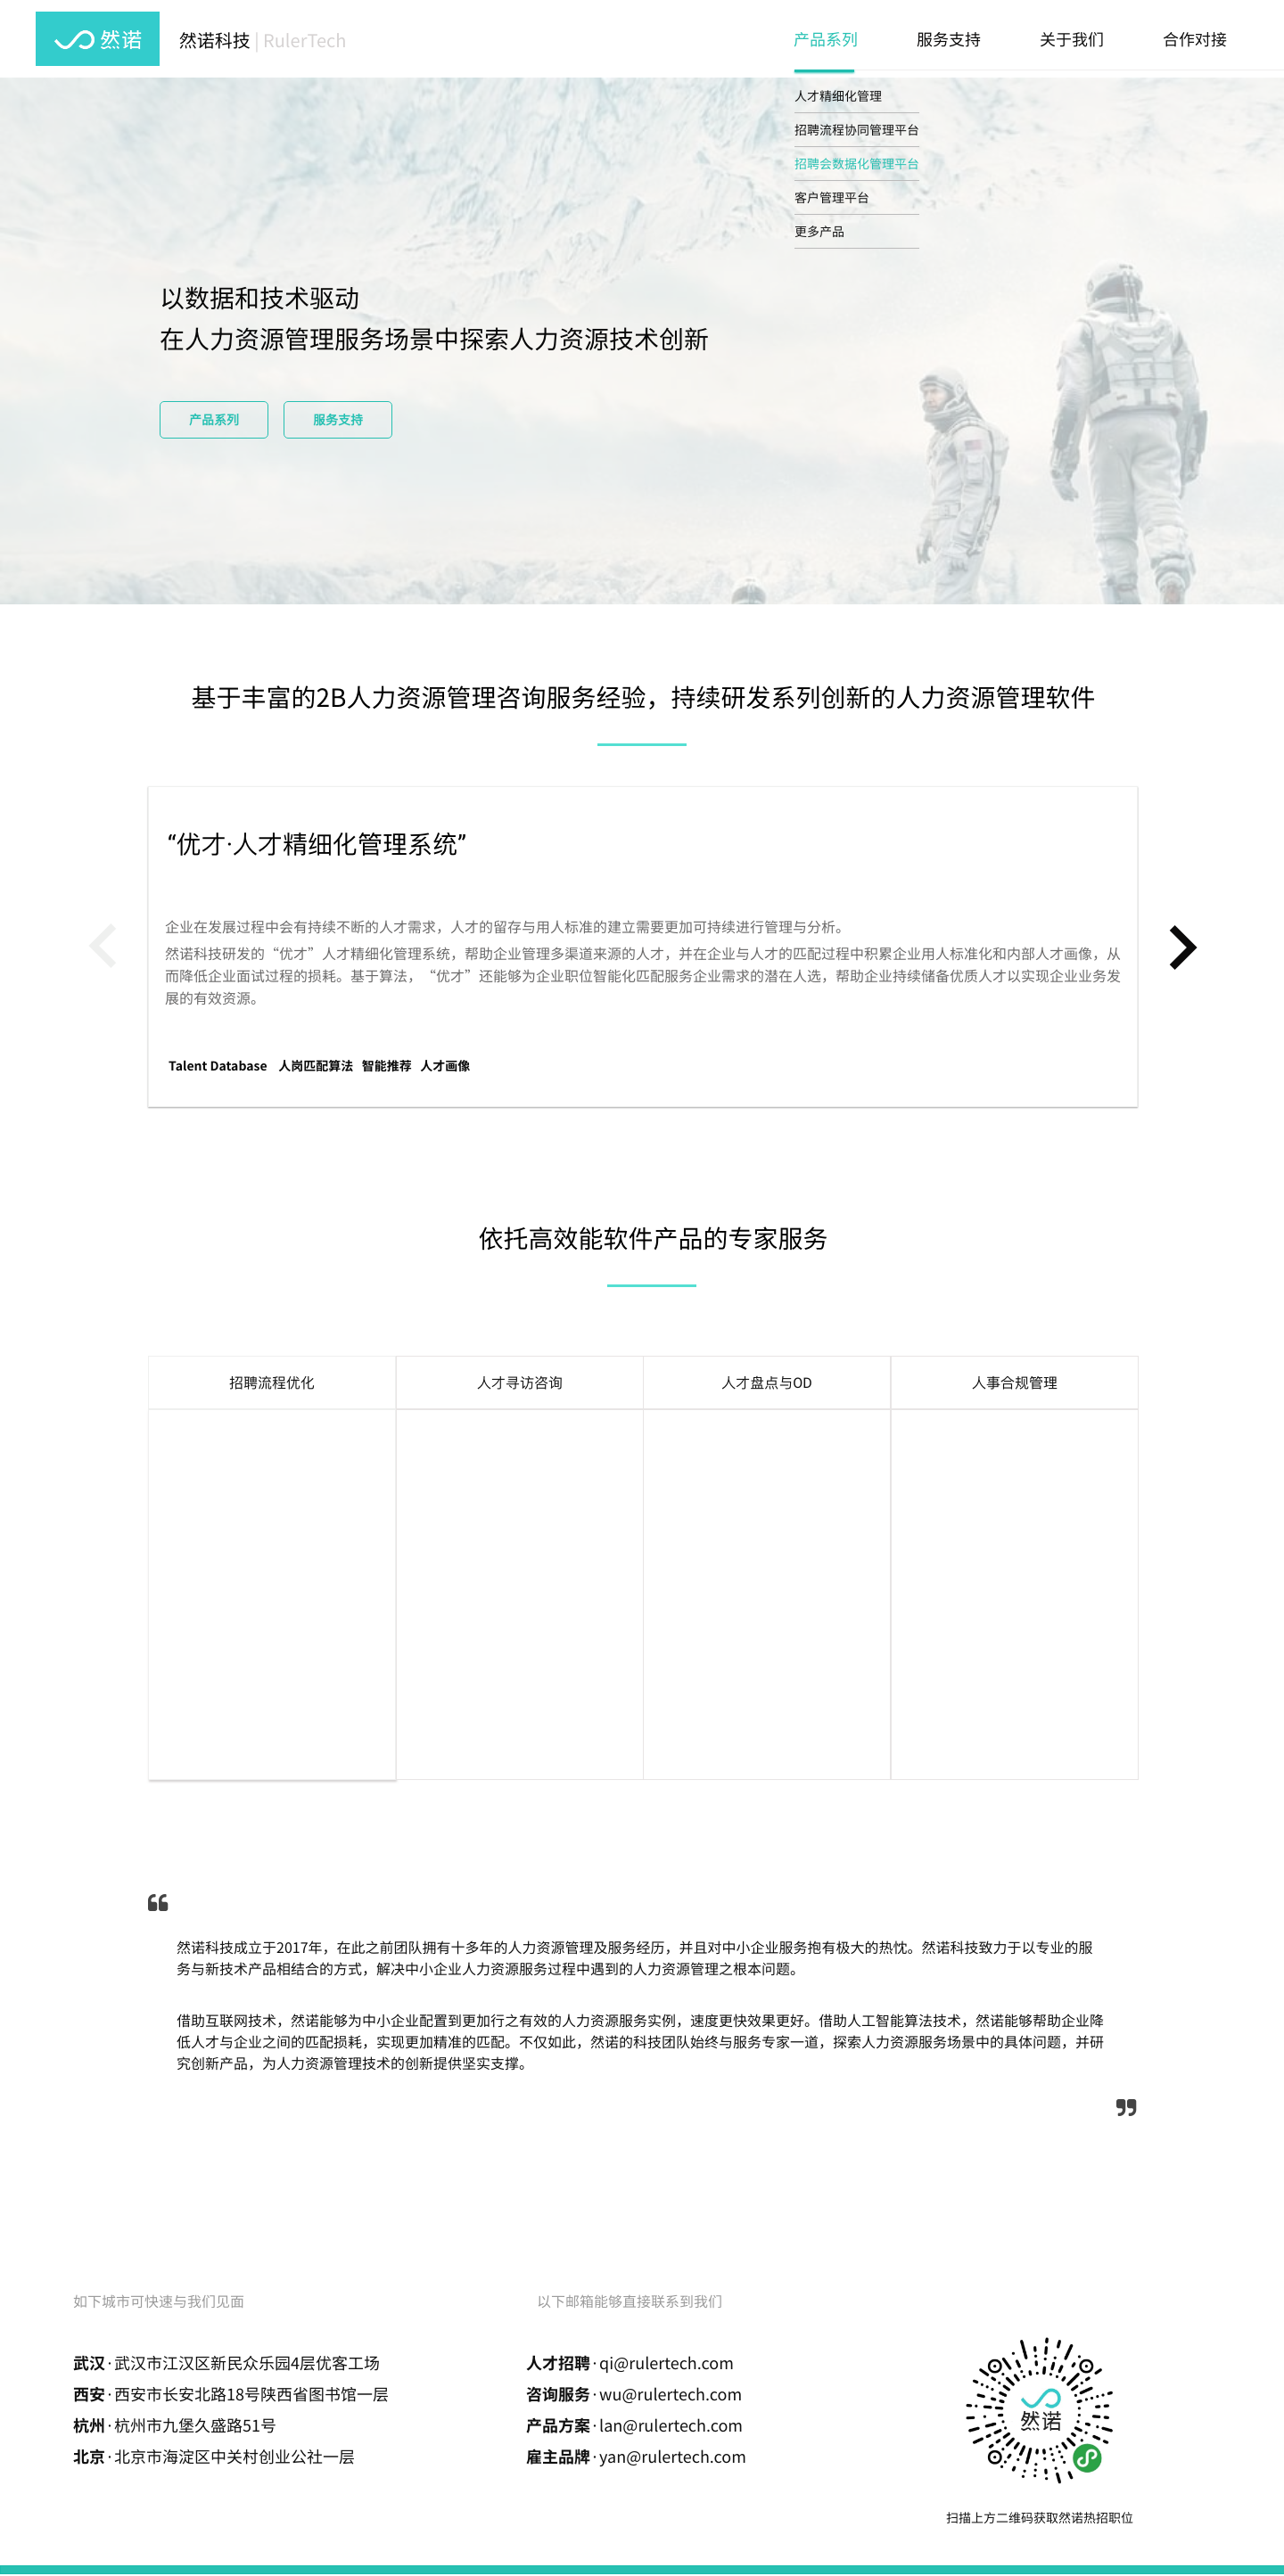 然诺
然诺科技 | RulerTech
产品系列
服务支持
关于我们
合作对接
人才精细化管理
招聘流程协同管理平台
招聘会数据化管理平台
客户管理平台
更多产品
以数据和技术驱动
在人力资源管理服务场景中探索人力资源技术创新
产品系列
服务支持
基于丰富的2B人力资源管理咨询服务经验，持续研发系列创新的人力资源管理软件
“优才·人才精细化管理系统”
企业在发展过程中会有持续不断的人才需求，人才的留存与用人标准的建立需要更加可持续进行管理与分析。
然诺科技研发的“优才”人才精细化管理系统，帮助企业管理多渠道来源的人才，并在企业与人才的匹配过程中积累企业用人标准化和内部人才画像，从
而降低企业面试过程的损耗。基于算法，“优才”还能够为企业职位智能化匹配服务企业需求的潜在人选，帮助企业持续储备优质人才以实现企业业务发
展的有效资源。
Talent Database 人岗匹配算法 智能推荐 人才画像
依托高效能软件产品的专家服务
招聘流程优化
人才寻访咨询
人才盘点与OD
人事合规管理
❝
然诺科技成立于2017年，在此之前团队拥有十多年的人力资源管理及服务经历，并且对中小企业服务抱有极大的热忱。然诺科技致力于以专业的服
务与新技术产品相结合的方式，解决中小企业人力资源服务过程中遇到的人力资源管理之根本问题。
借助互联网技术，然诺能够为中小企业配置到更加行之有效的人力资源服务实例，速度更快效果更好。借助人工智能算法技术，然诺能够帮助企业降
低人才与企业之间的匹配损耗，实现更加精准的匹配。不仅如此，然诺的科技团队始终与服务专家一道，探索人力资源服务场景中的具体问题，并研
究创新产品，为人力资源管理技术的创新提供坚实支撑。
❞
如下城市可快速与我们见面
武汉·武汉市江汉区新民众乐园4层优客工场
西安·西安市长安北路18号陕西省图书馆一层
杭州·杭州市九堡久盛路51号
北京·北京市海淀区中关村创业公社一层
以下邮箱能够直接联系到我们
人才招聘·qi@rulertech.com
咨询服务·wu@rulertech.com
产品方案·lan@rulertech.com
雇主品牌·yan@rulertech.com
然诺
扫描上方二维码获取然诺热招职位